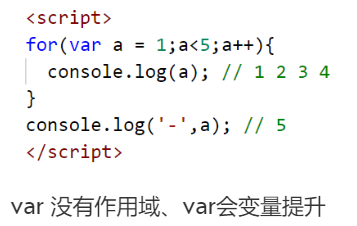 <script>
for(var a = 1;a<5;a++){
console.log(a); // 1 2 3 4
}
console.log('-',a); // 5
</script>
var 没有作用域、var会变量提升